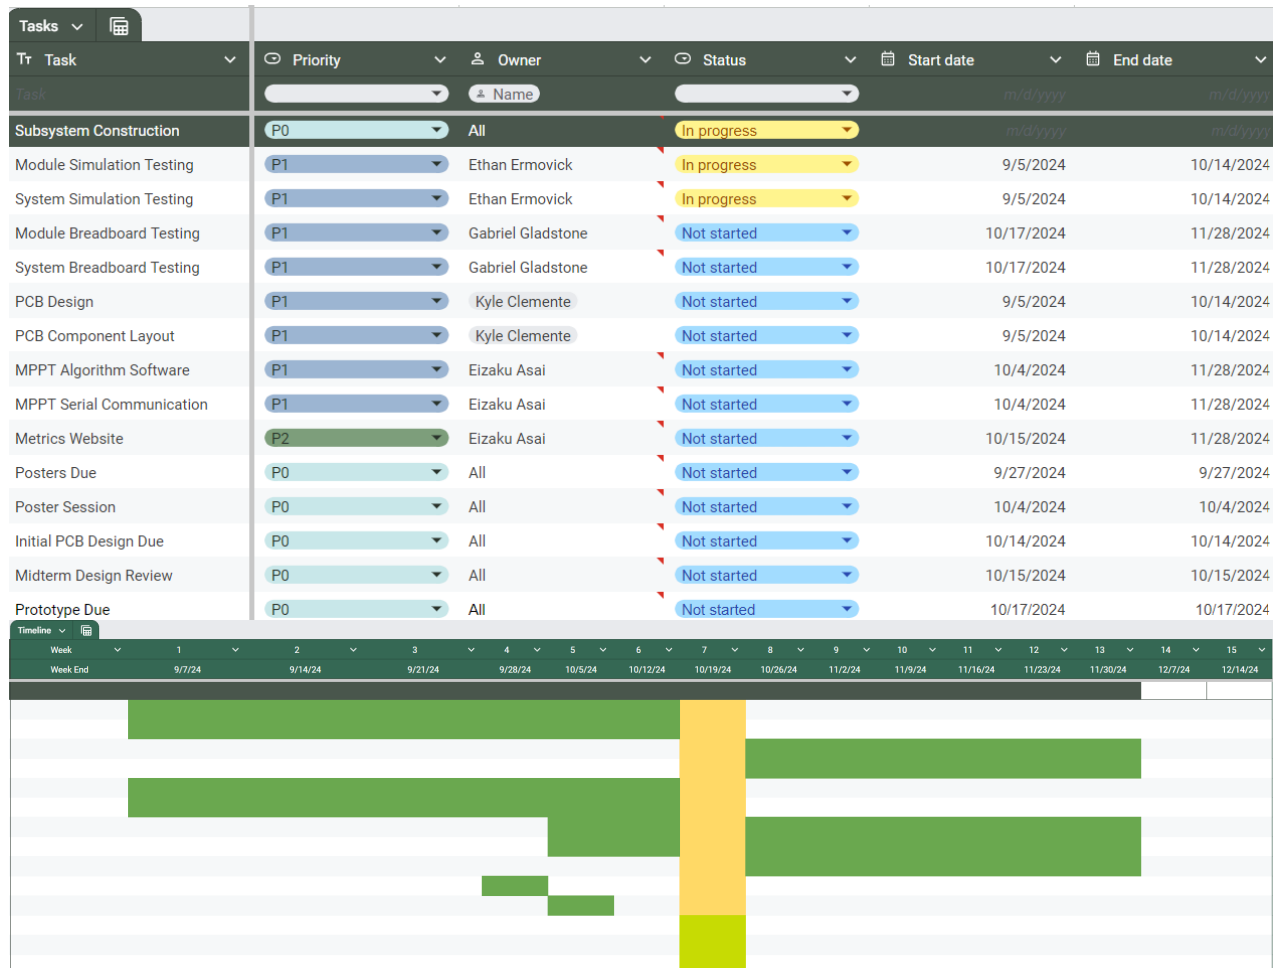 Tasks
Task Priority Owner Status Start date End date
Task Name m/d/yyyy m/d/yyyy
Subsystem Construction P0 All In progress m/d/yyyy m/d/yyyy
Module Simulation Testing P1 Ethan Ermovick In progress 9/5/2024 10/14/2024
System Simulation Testing P1 Ethan Ermovick In progress 9/5/2024 10/14/2024
Module Breadboard Testing P1 Gabriel Gladstone Not started 10/17/2024 11/28/2024
System Breadboard Testing P1 Gabriel Gladstone Not started 10/17/2024 11/28/2024
PCB Design P1 Kyle Clemente Not started 9/5/2024 10/14/2024
PCB Component Layout P1 Kyle Clemente Not started 9/5/2024 10/14/2024
MPPT Algorithm Software P1 Eizaku Asai Not started 10/4/2024 11/28/2024
MPPT Serial Communication P1 Eizaku Asai Not started 10/4/2024 11/28/2024
Metrics Website P2 Eizaku Asai Not started 10/15/2024 11/28/2024
Posters Due P0 All Not started 9/27/2024 9/27/2024
Poster Session P0 All Not started 10/4/2024 10/4/2024
Initial PCB Design Due P0 All Not started 10/14/2024 10/14/2024
Midterm Design Review P0 All Not started 10/15/2024 10/15/2024
Prototype Due P0 All Not started 10/17/2024 10/17/2024
Timeline
Week 1 2 3 4 5 6 7 8 9 10 11 12 13 14 15
Week End 9/7/24 9/14/24 9/21/24 9/28/24 10/5/24 10/12/24 10/19/24 10/26/24 11/2/24 11/9/24 11/16/24 11/23/24 11/30/24 12/7/24 12/14/24